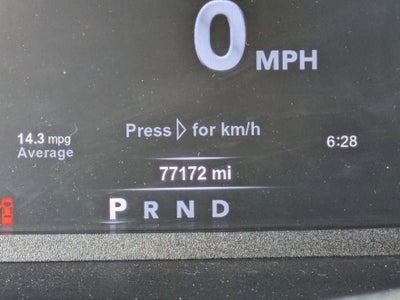 0 MPH
Press ▷ for km/h
14.3 mpg
Average
6:28
77172 mi
P R N D